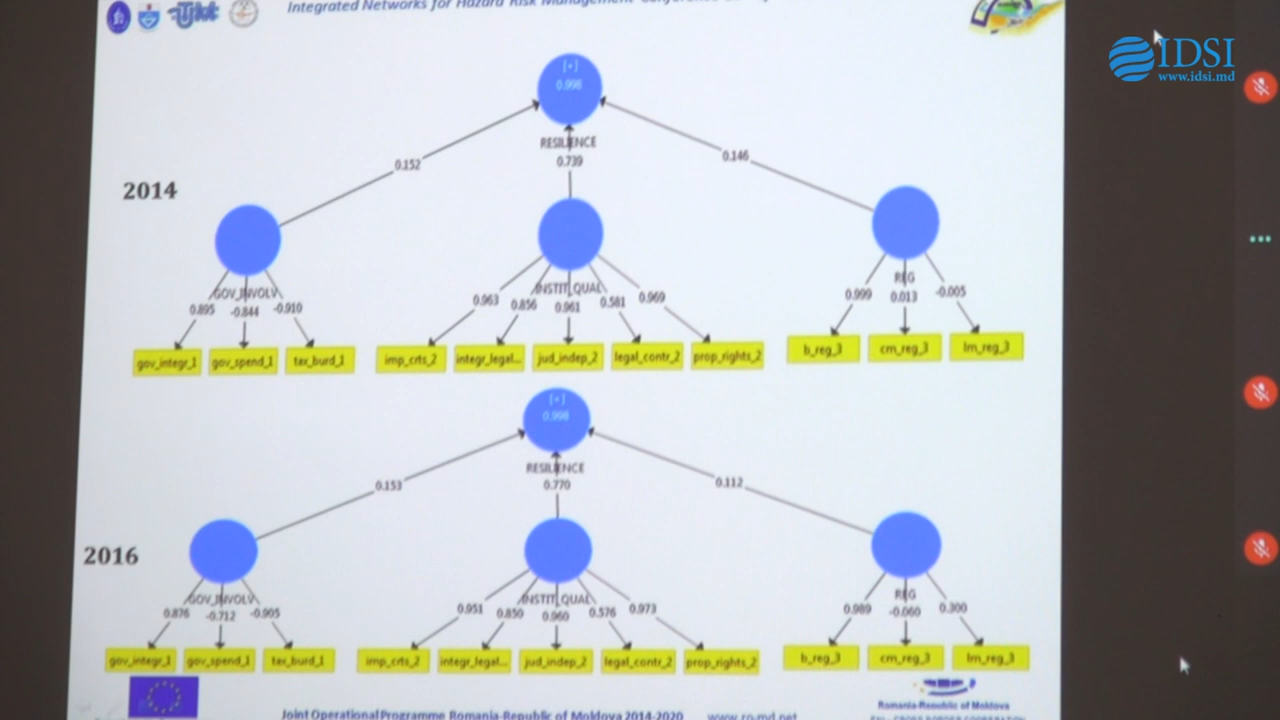 Integrated Networks for Hazard Risk Management
IDSI
www.idsi.md
[+]
0.998
RESILIENCE
0.152
0.739
0.146
2014
GOV_INVOLV
INSTIT_QUAL
REG
0.895 -0.844 -0.910
0.963 0.856 0.961 0.581 0.969
0.999 0.013 -0.005
gov_integr_1 gov_spend_1 tax_burd_1
imp_crts_2 integr_legal... jud_indep_2 legal_contr_2 prop_rights_2
b_reg_3 cm_reg_3 lm_reg_3
[+]
0.998
RESILIENCE
0.153
0.770
0.112
2016
GOV_INVOLV
INSTIT_QUAL
REG
0.876 -0.712 -0.905
0.951 0.850 0.960 0.576 0.973
0.989 -0.060 0.300
gov_integr_1 gov_spend_1 tax_burd_1
imp_crts_2 integr_legal... jud_indep_2 legal_contr_2 prop_rights_2
b_reg_3 cm_reg_3 lm_reg_3
Joint Operational Programme Romania-Republic of Moldova 2014-2020 www.ro-md.net
Romania-Republic of Moldova